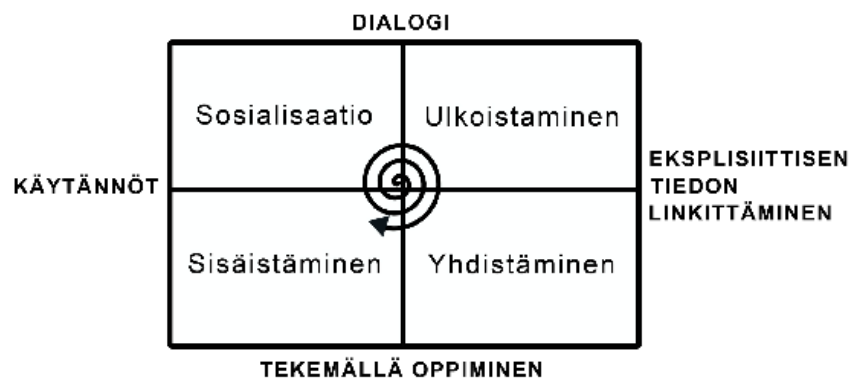 DIALOGI
Sosialisaatio
Ulkoistaminen
KÄYTÄNNÖT
EKSPLISIITTISEN
TIEDON
LINKITTÄMINEN
Sisäistäminen
Yhdistäminen
TEKEMÄLLÄ OPPIMINEN